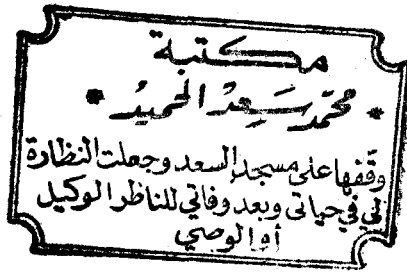 مكتبة
* محمد سعد الحميد *
وقفها على مسجد السعد وجعلت النظارة
لي في حياتي وبعد وفاتي للناظر الوكيل
أو الوصي